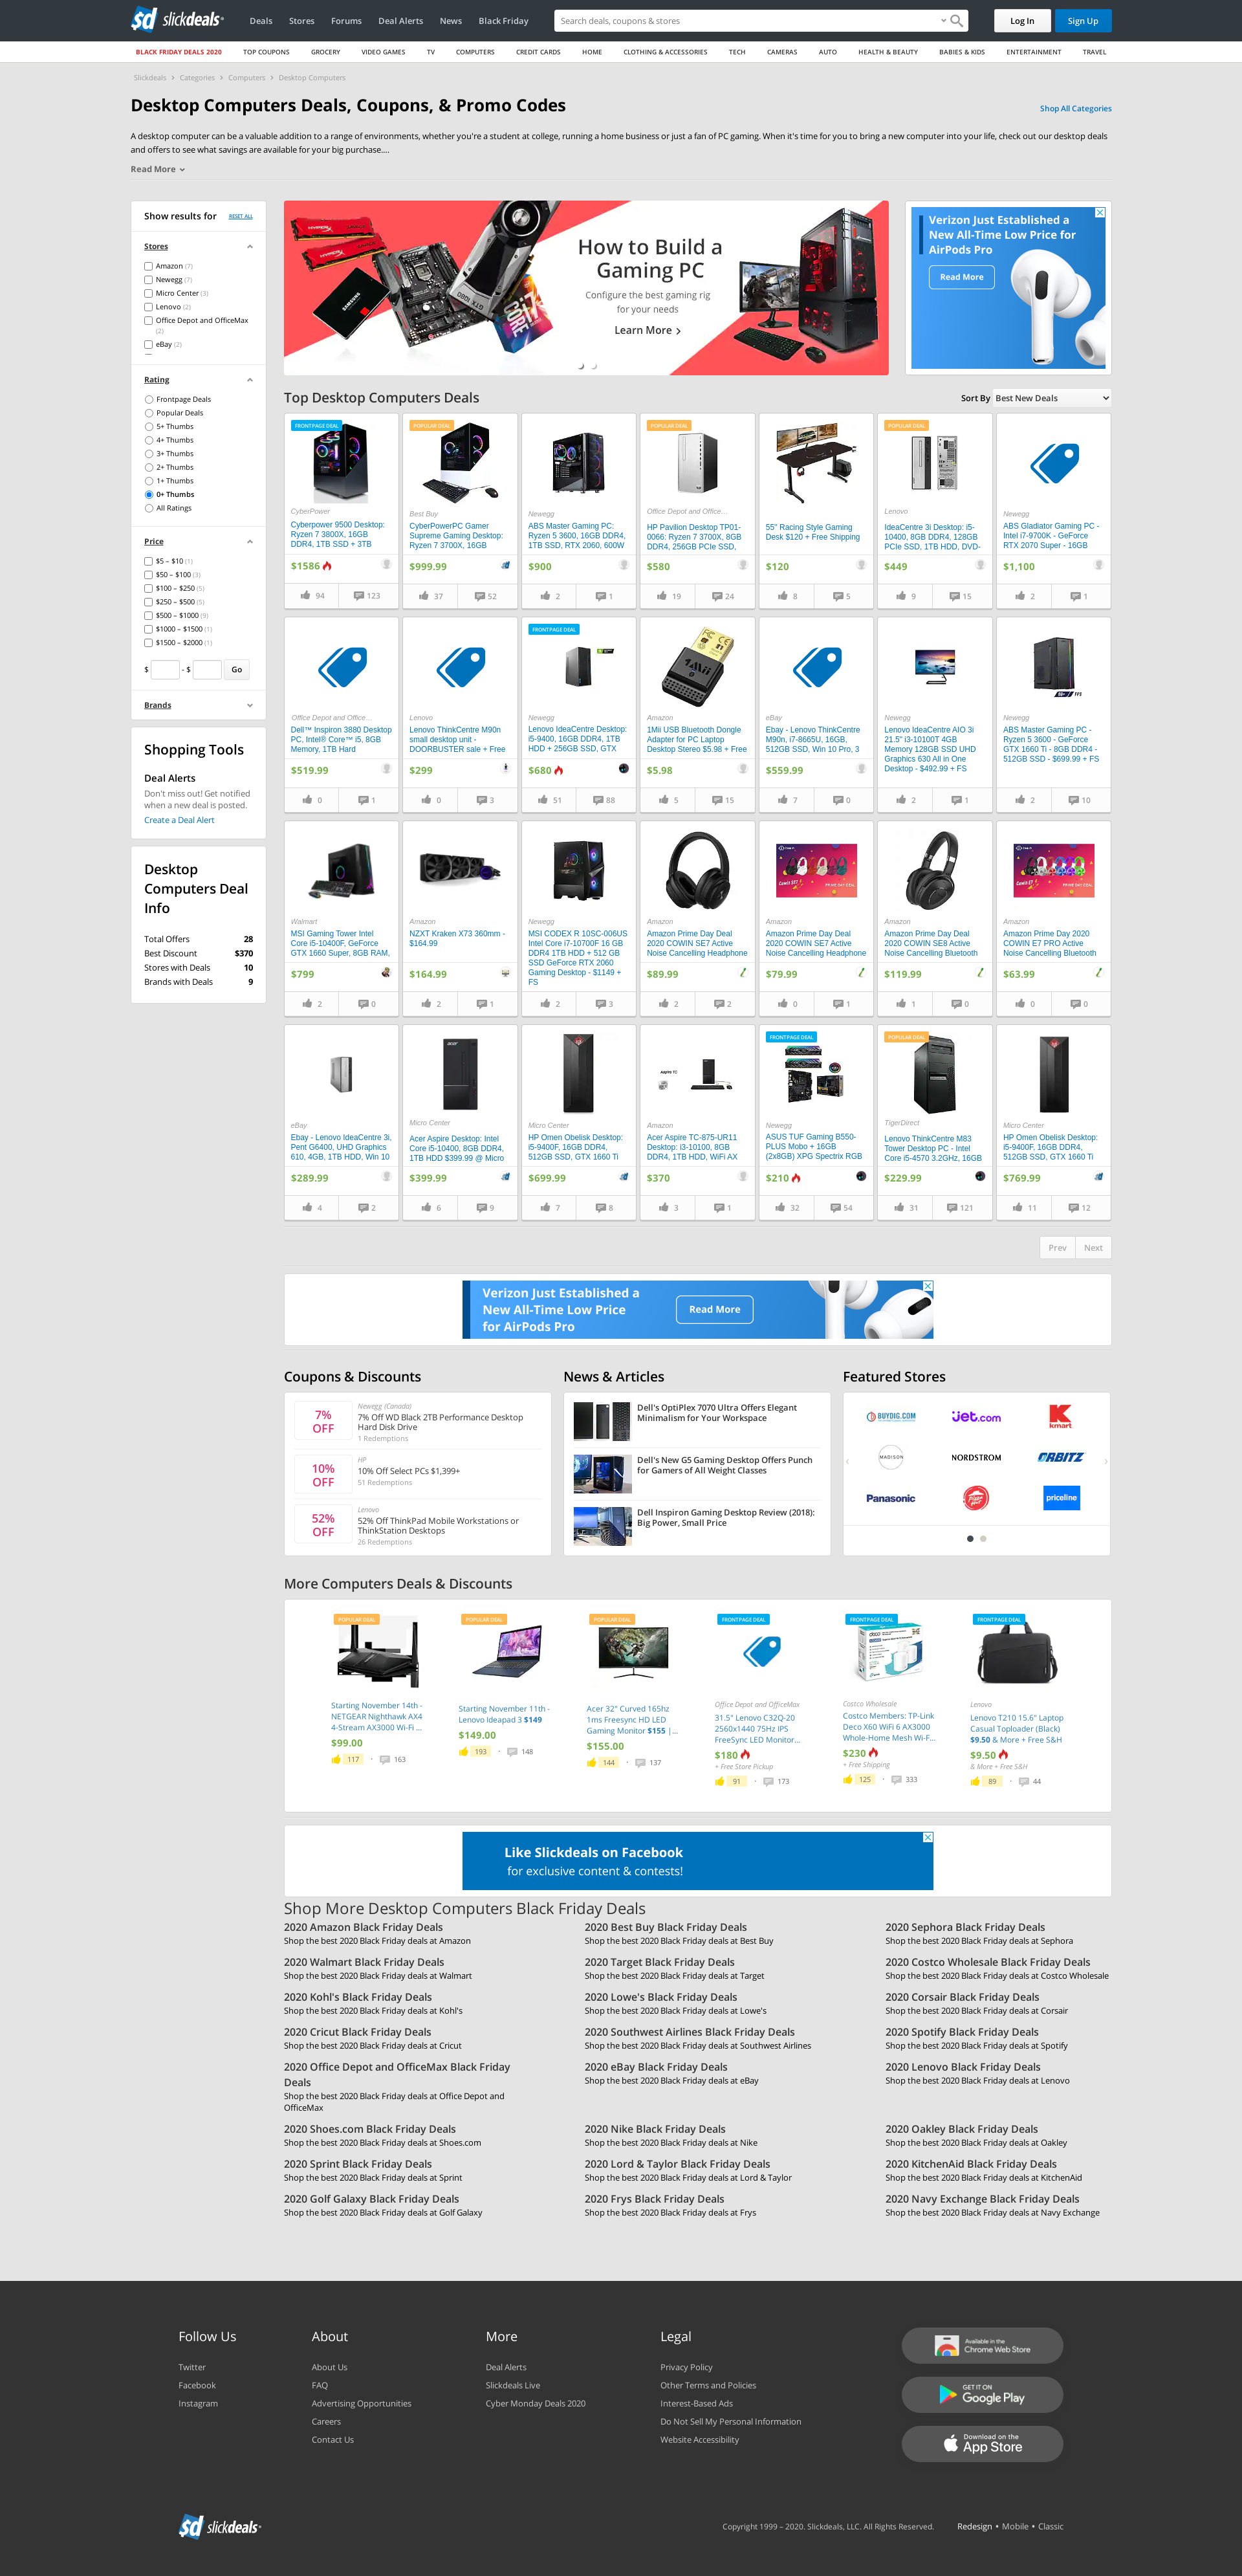 sd slickdeals
Deals
Stores
Forums
Deal Alerts
News
Black Friday
Search deals, coupons & stores
Log In
Sign Up
BLACK FRIDAY DEALS 2020
TOP COUPONS
GROCERY
VIDEO GAMES
TV
COMPUTERS
CREDIT CARDS
HOME
CLOTHING & ACCESSORIES
TECH
CAMERAS
AUTO
HEALTH & BEAUTY
BABIES & KIDS
ENTERTAINMENT
TRAVEL
Slickdeals > Categories > Computers > Desktop Computers
Desktop Computers Deals, Coupons, & Promo Codes
Shop All Categories
A desktop computer can be a valuable addition to a range of environments, whether you're a student at college, running a home business or just a fan of PC gaming. When it's time for you to bring a new computer into your life, check out our desktop deals
and offers to see what savings are available for your big purchase....
Read More
Show results for
RESET ALL
Stores
Amazon (7)
Newegg (7)
Micro Center (3)
Lenovo (2)
Office Depot and OfficeMax
(2)
eBay (2)
Rating
Frontpage Deals
Popular Deals
5+ Thumbs
4+ Thumbs
3+ Thumbs
2+ Thumbs
1+ Thumbs
0+ Thumbs
All Ratings
Price
$5 – $10 (1)
$50 – $100 (3)
$100 – $250 (5)
$250 – $500 (5)
$500 – $1000 (9)
$1000 – $1500 (1)
$1500 – $2000 (1)
$ - $ Go
Brands
Shopping Tools
Deal Alerts
Don't miss out! Get notified
when a new deal is posted.
Create a Deal Alert
Desktop
Computers Deal
Info
Total Offers 28
Best Discount $370
Stores with Deals 10
Brands with Deals 9
How to Build a
Gaming PC
Configure the best gaming rig
for your needs
Learn More >
Verizon Just Established a
New All-Time Low Price for
AirPods Pro
Read More
Top Desktop Computers Deals
Sort By Best New Deals
FRONTPAGE DEAL
CyberPower
Cyberpower 9500 Desktop:
Ryzen 7 3800X, 16GB
DDR4, 1TB SSD + 3TB
$1586
94
123
POPULAR DEAL
Best Buy
CyberPowerPC Gamer
Supreme Gaming Desktop:
Ryzen 7 3700X, 16GB
$999.99
37
52
Newegg
ABS Master Gaming PC:
Ryzen 5 3600, 16GB DDR4,
1TB SSD, RTX 2060, 600W
$900
2
1
POPULAR DEAL
Office Depot and Office...
HP Pavilion Desktop TP01-
0066: Ryzen 7 3700X, 8GB
DDR4, 256GB PCIe SSD,
$580
19
24
55" Racing Style Gaming
Desk $120 + Free Shipping
$120
8
5
POPULAR DEAL
Lenovo
IdeaCentre 3i Desktop: i5-
10400, 8GB DDR4, 128GB
PCIe SSD, 1TB HDD, DVD-
$449
9
15
Newegg
ABS Gladiator Gaming PC -
Intel i7-9700K - GeForce
RTX 2070 Super - 16GB
$1,100
2
1
Office Depot and Office...
Dell™ Inspiron 3880 Desktop
PC, Intel® Core™ i5, 8GB
Memory, 1TB Hard
$519.99
0
1
Lenovo
Lenovo ThinkCentre M90n
small desktop unit -
DOORBUSTER sale + Free
$299
0
3
FRONTPAGE DEAL
Newegg
Lenovo IdeaCentre Desktop:
i5-9400, 16GB DDR4, 1TB
HDD + 256GB SSD, GTX
$680
51
88
1Mii
Amazon
1Mii USB Bluetooth Dongle
Adapter for PC Laptop
Desktop Stereo $5.98 + Free
$5.98
5
15
eBay
Ebay - Lenovo ThinkCentre
M90n, i7-8665U, 16GB,
512GB SSD, Win 10 Pro, 3
$559.99
7
0
Newegg
Lenovo IdeaCentre AIO 3i
21.5" i3-10100T 4GB
Memory 128GB SSD UHD
Graphics 630 All in One
Desktop - $492.99 + FS
2
1
Newegg
ABS Master Gaming PC -
Ryzen 5 3600 - GeForce
GTX 1660 Ti - 8GB DDR4 -
512GB SSD - $699.99 + FS
2
10
Walmart
MSI Gaming Tower Intel
Core i5-10400F, GeForce
GTX 1660 Super, 8GB RAM,
$799
2
0
Amazon
NZXT Kraken X73 360mm -
$164.99
$164.99
2
1
Newegg
MSI CODEX R 10SC-006US
Intel Core i7-10700F 16 GB
DDR4 1TB HDD + 512 GB
SSD GeForce RTX 2060
Gaming Desktop - $1149 +
FS
2
3
Amazon
Amazon Prime Day Deal
2020 COWIN SE7 Active
Noise Cancelling Headphone
$89.99
2
2
PRIME DAY DEAL
Amazon
Amazon Prime Day Deal
2020 COWIN SE7 Active
Noise Cancelling Headphone
$79.99
0
1
Amazon
Amazon Prime Day Deal
2020 COWIN SE8 Active
Noise Cancelling Bluetooth
$119.99
1
0
PRIME DAY DEAL
Amazon
Amazon Prime Day 2020
COWIN E7 PRO Active
Noise Cancelling Bluetooth
$63.99
0
0
eBay
Ebay - Lenovo IdeaCentre 3i,
Pent G6400, UHD Graphics
610, 4GB, 1TB HDD, Win 10
$289.99
4
2
Micro Center
Acer Aspire Desktop: Intel
Core i5-10400, 8GB DDR4,
1TB HDD $399.99 @ Micro
$399.99
6
9
Micro Center
HP Omen Obelisk Desktop:
i5-9400F, 16GB DDR4,
512GB SSD, GTX 1660 Ti
$699.99
7
8
Aspire TC
Amazon
Acer Aspire TC-875-UR11
Desktop: i3-10100, 8GB
DDR4, 1TB HDD, WiFi AX
$370
3
1
FRONTPAGE DEAL
Newegg
ASUS TUF Gaming B550-
PLUS Mobo + 16GB
(2x8GB) XPG Spectrix RGB
$210
32
54
POPULAR DEAL
TigerDirect
Lenovo ThinkCentre M83
Tower Desktop PC - Intel
Core i5-4570 3.2GHz, 16GB
$229.99
31
121
Micro Center
HP Omen Obelisk Desktop:
i5-9400F, 16GB DDR4,
512GB SSD, GTX 1660 Ti
$769.99
11
12
Prev
Next
Verizon Just Established a
New All-Time Low Price
for AirPods Pro
Read More
Coupons & Discounts
7%
OFF
Newegg (Canada)
7% Off WD Black 2TB Performance Desktop
Hard Disk Drive
1 Redemptions
10%
OFF
HP
10% Off Select PCs $1,399+
51 Redemptions
52%
OFF
Lenovo
52% Off ThinkPad Mobile Workstations or
ThinkStation Desktops
26 Redemptions
News & Articles
Dell's OptiPlex 7070 Ultra Offers Elegant
Minimalism for Your Workspace
Dell's New G5 Gaming Desktop Offers Punch
for Gamers of All Weight Classes
Dell Inspiron Gaming Desktop Review (2018):
Big Power, Small Price
Featured Stores
BUYDIG.COM
Jet.com
kmart
MADISON
NORDSTROM
ORBITZ
Panasonic
Pizza Hut
priceline
More Computers Deals & Discounts
POPULAR DEAL
Starting November 14th -
NETGEAR Nighthawk AX4
4-Stream AX3000 Wi-Fi ...
$99.00
117
163
POPULAR DEAL
Starting November 11th -
Lenovo Ideapad 3 $149
$149.00
193
148
POPULAR DEAL
Acer 32" Curved 165hz
1ms Freesync HD LED
Gaming Monitor $155 |...
$155.00
144
137
FRONTPAGE DEAL
Office Depot and OfficeMax
31.5" Lenovo C32Q-20
2560x1440 75Hz IPS
FreeSync LED Monitor...
$180
+ Free Store Pickup
91
173
FRONTPAGE DEAL
deco
Costco Wholesale
Costco Members: TP-Link
Deco X60 WiFi 6 AX3000
Whole-Home Mesh Wi-F...
$230
+ Free Shipping
125
333
FRONTPAGE DEAL
Lenovo
Lenovo T210 15.6" Laptop
Casual Toploader (Black)
$9.50 & More + Free S&H
$9.50
& More + Free S&H
89
44
Like Slickdeals on Facebook
for exclusive content & contests!
Shop More Desktop Computers Black Friday Deals
2020 Amazon Black Friday Deals
Shop the best 2020 Black Friday deals at Amazon
2020 Best Buy Black Friday Deals
Shop the best 2020 Black Friday deals at Best Buy
2020 Sephora Black Friday Deals
Shop the best 2020 Black Friday deals at Sephora
2020 Walmart Black Friday Deals
Shop the best 2020 Black Friday deals at Walmart
2020 Target Black Friday Deals
Shop the best 2020 Black Friday deals at Target
2020 Costco Wholesale Black Friday Deals
Shop the best 2020 Black Friday deals at Costco Wholesale
2020 Kohl's Black Friday Deals
Shop the best 2020 Black Friday deals at Kohl's
2020 Lowe's Black Friday Deals
Shop the best 2020 Black Friday deals at Lowe's
2020 Corsair Black Friday Deals
Shop the best 2020 Black Friday deals at Corsair
2020 Cricut Black Friday Deals
Shop the best 2020 Black Friday deals at Cricut
2020 Southwest Airlines Black Friday Deals
Shop the best 2020 Black Friday deals at Southwest Airlines
2020 Spotify Black Friday Deals
Shop the best 2020 Black Friday deals at Spotify
2020 Office Depot and OfficeMax Black Friday
Deals
Shop the best 2020 Black Friday deals at Office Depot and
OfficeMax
2020 eBay Black Friday Deals
Shop the best 2020 Black Friday deals at eBay
2020 Lenovo Black Friday Deals
Shop the best 2020 Black Friday deals at Lenovo
2020 Shoes.com Black Friday Deals
Shop the best 2020 Black Friday deals at Shoes.com
2020 Nike Black Friday Deals
Shop the best 2020 Black Friday deals at Nike
2020 Oakley Black Friday Deals
Shop the best 2020 Black Friday deals at Oakley
2020 Sprint Black Friday Deals
Shop the best 2020 Black Friday deals at Sprint
2020 Lord & Taylor Black Friday Deals
Shop the best 2020 Black Friday deals at Lord & Taylor
2020 KitchenAid Black Friday Deals
Shop the best 2020 Black Friday deals at KitchenAid
2020 Golf Galaxy Black Friday Deals
Shop the best 2020 Black Friday deals at Golf Galaxy
2020 Frys Black Friday Deals
Shop the best 2020 Black Friday deals at Frys
2020 Navy Exchange Black Friday Deals
Shop the best 2020 Black Friday deals at Navy Exchange
Follow Us
Twitter
Facebook
Instagram
About
About Us
FAQ
Advertising Opportunities
Careers
Contact Us
More
Deal Alerts
Slickdeals Live
Cyber Monday Deals 2020
Legal
Privacy Policy
Other Terms and Policies
Interest-Based Ads
Do Not Sell My Personal Information
Website Accessibility
Available in the
Chrome Web Store
GET IT ON
Google Play
Download on the
App Store
sd slickdeals
Copyright 1999 – 2020. Slickdeals, LLC. All Rights Reserved.
Redesign • Mobile • Classic